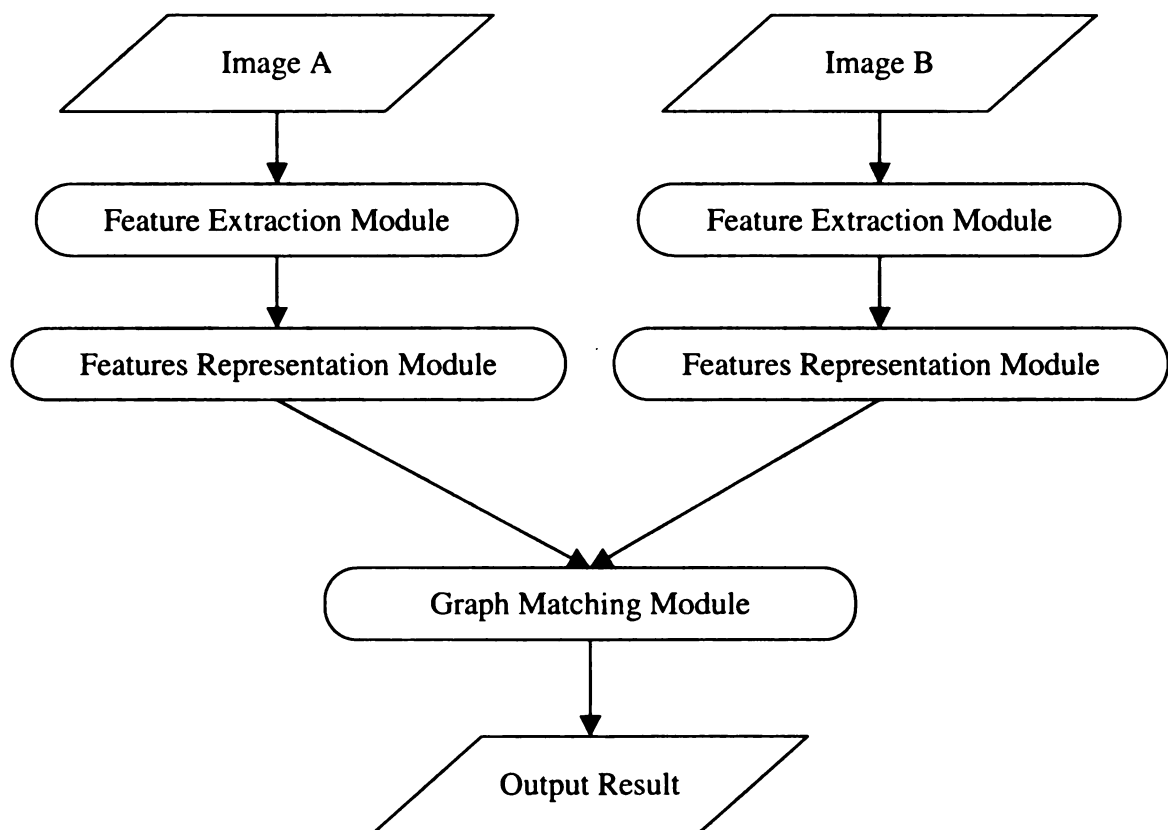 Image A
Image B
Feature Extraction Module
Feature Extraction Module
Features Representation Module
Features Representation Module
Graph Matching Module
Output Result